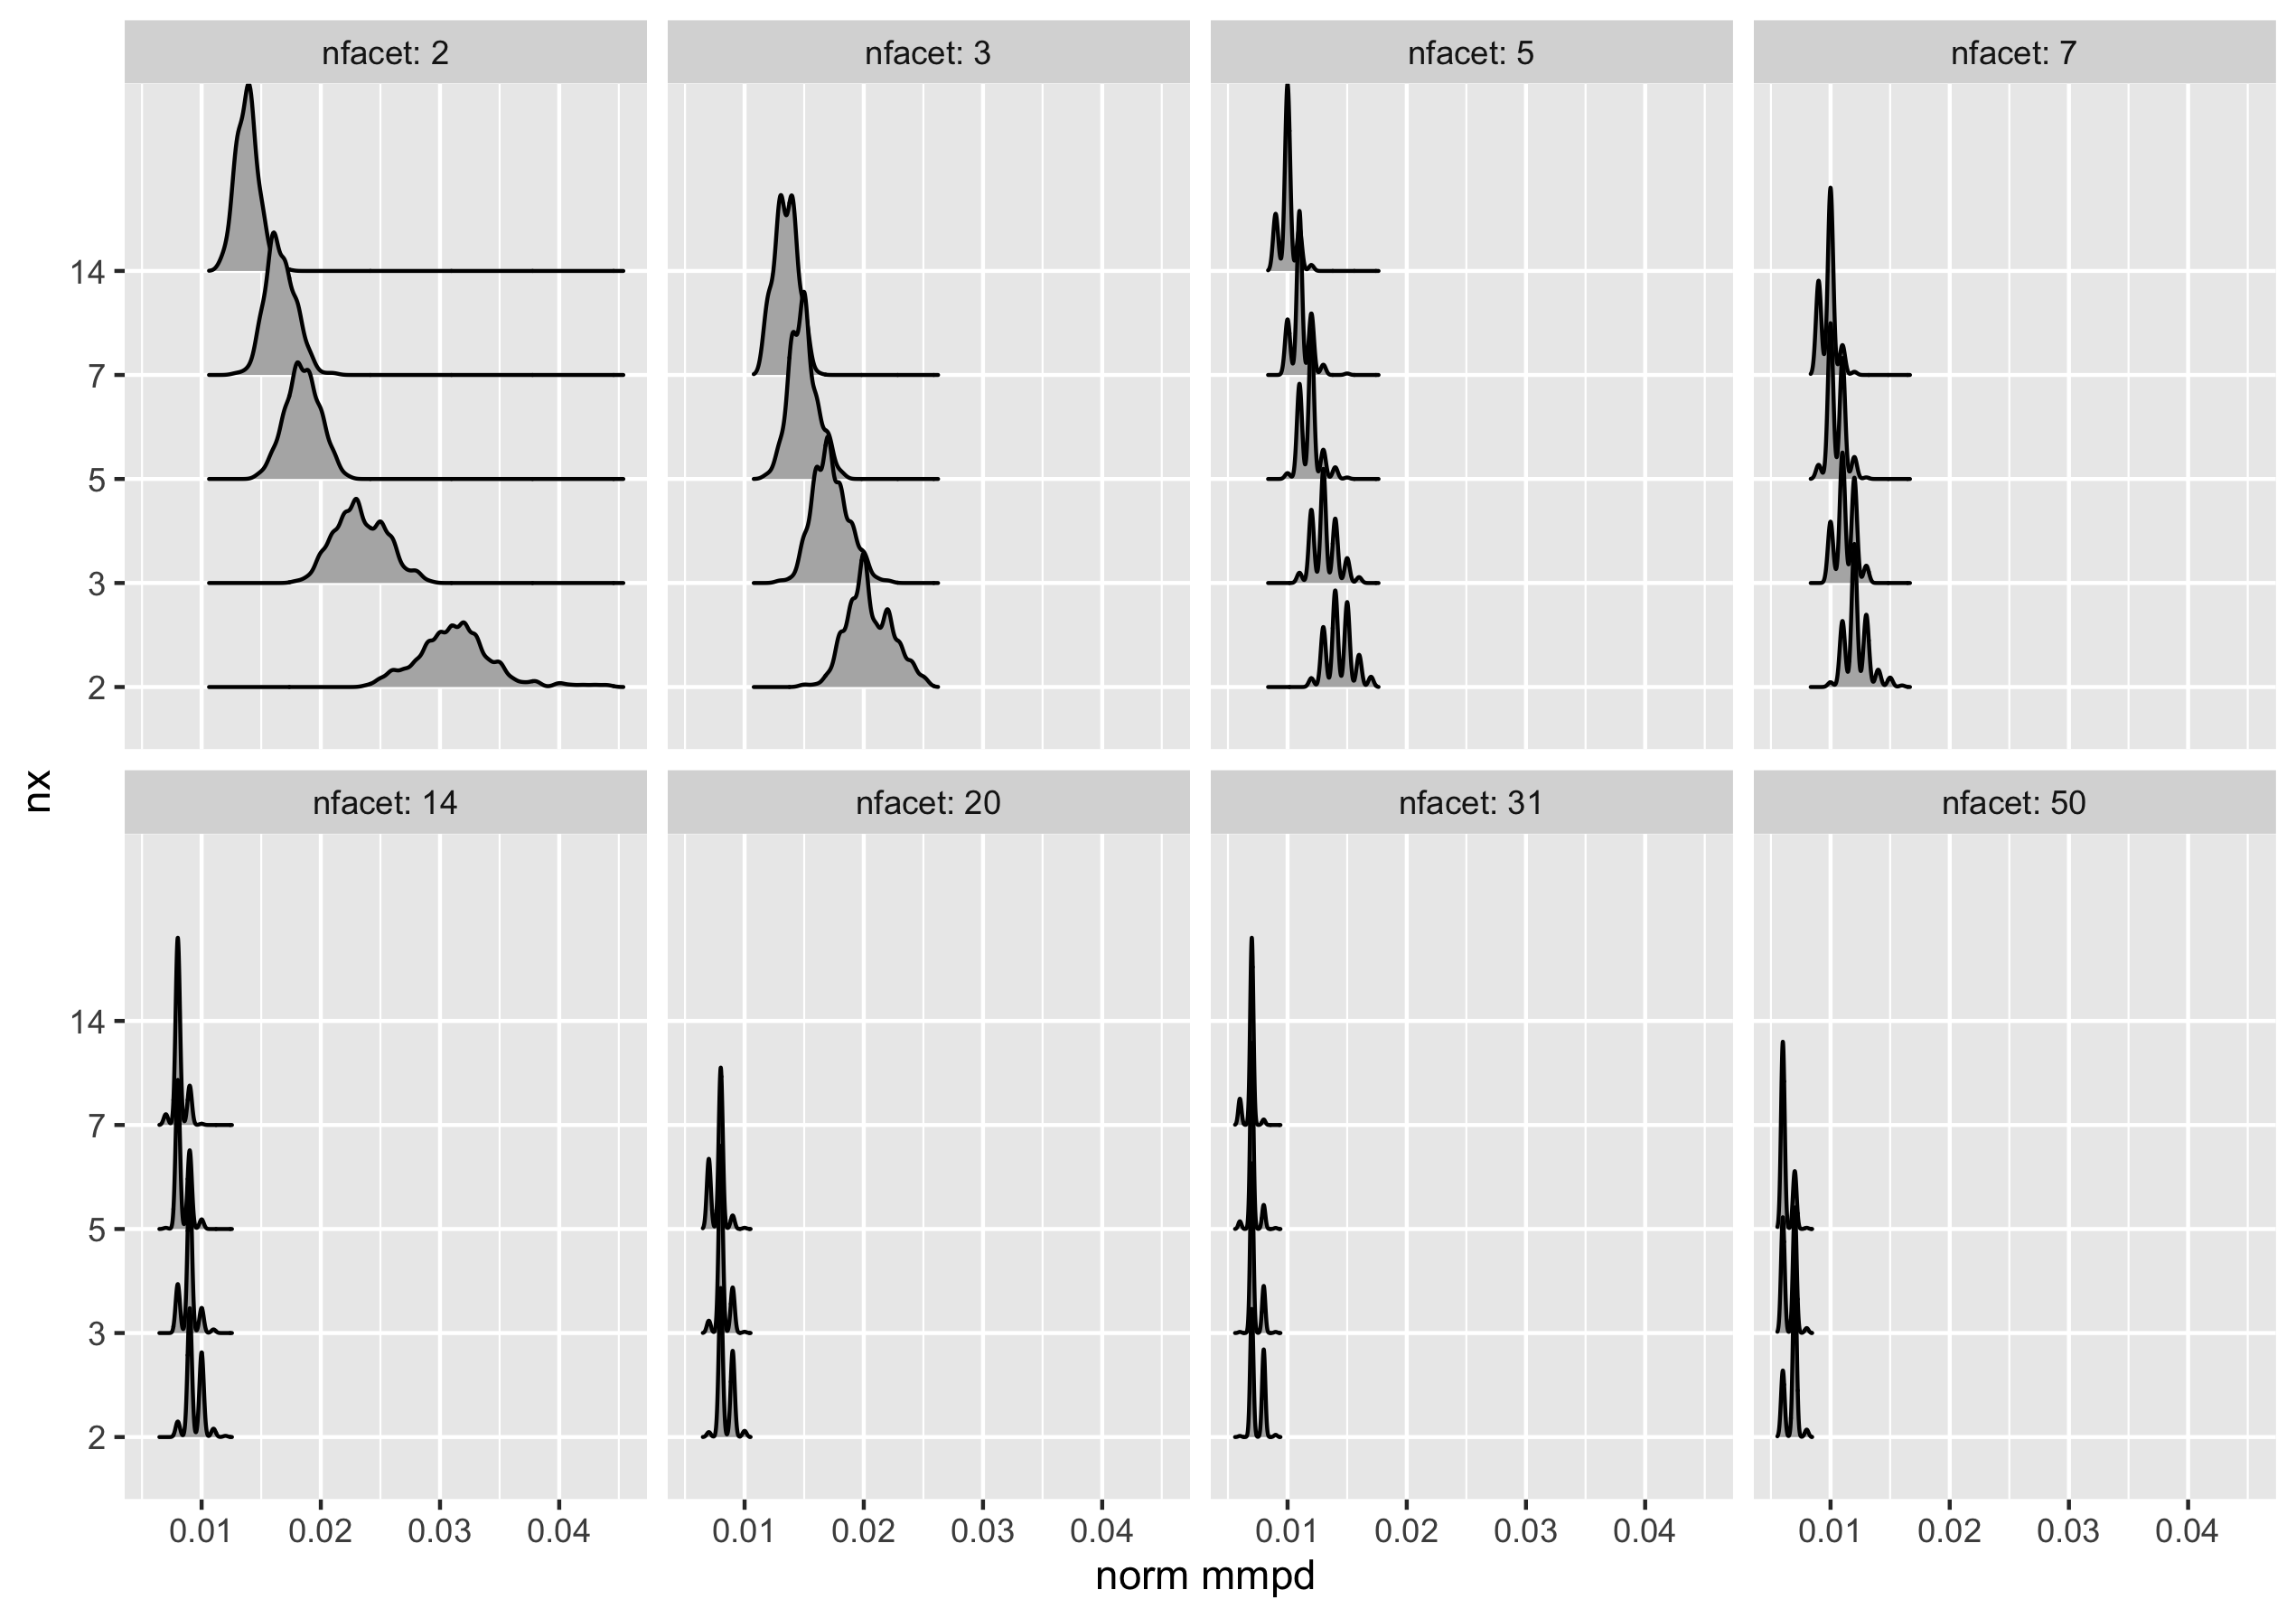 nfacet: 2
nfacet: 3
nfacet: 5
nfacet: 7
14
7
5
3
2
nx
nfacet: 14
nfacet: 20
nfacet: 31
nfacet: 50
14
7
5
3
2
0.01 0.02 0.03 0.04
0.01 0.02 0.03 0.04
0.01 0.02 0.03 0.04
0.01 0.02 0.03 0.04
norm mmpd